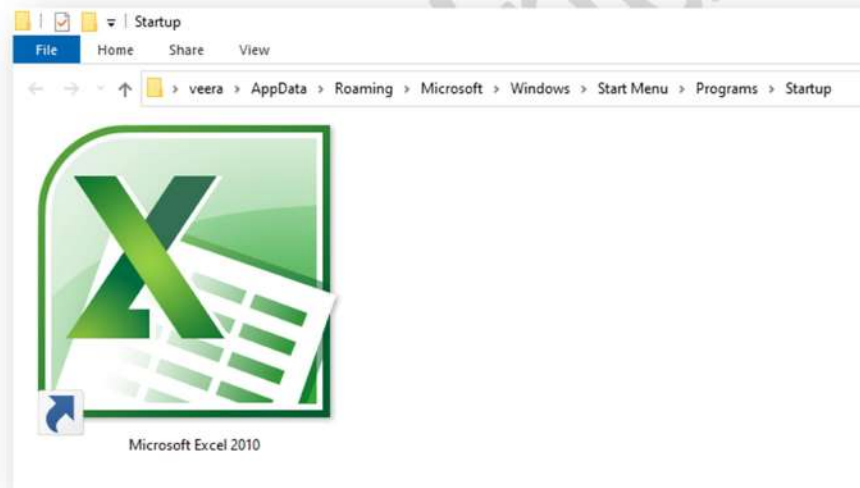 Startup
File Home Share View
veera > AppData > Roaming > Microsoft > Windows > Start Menu > Programs > Startup
Microsoft Excel 2010